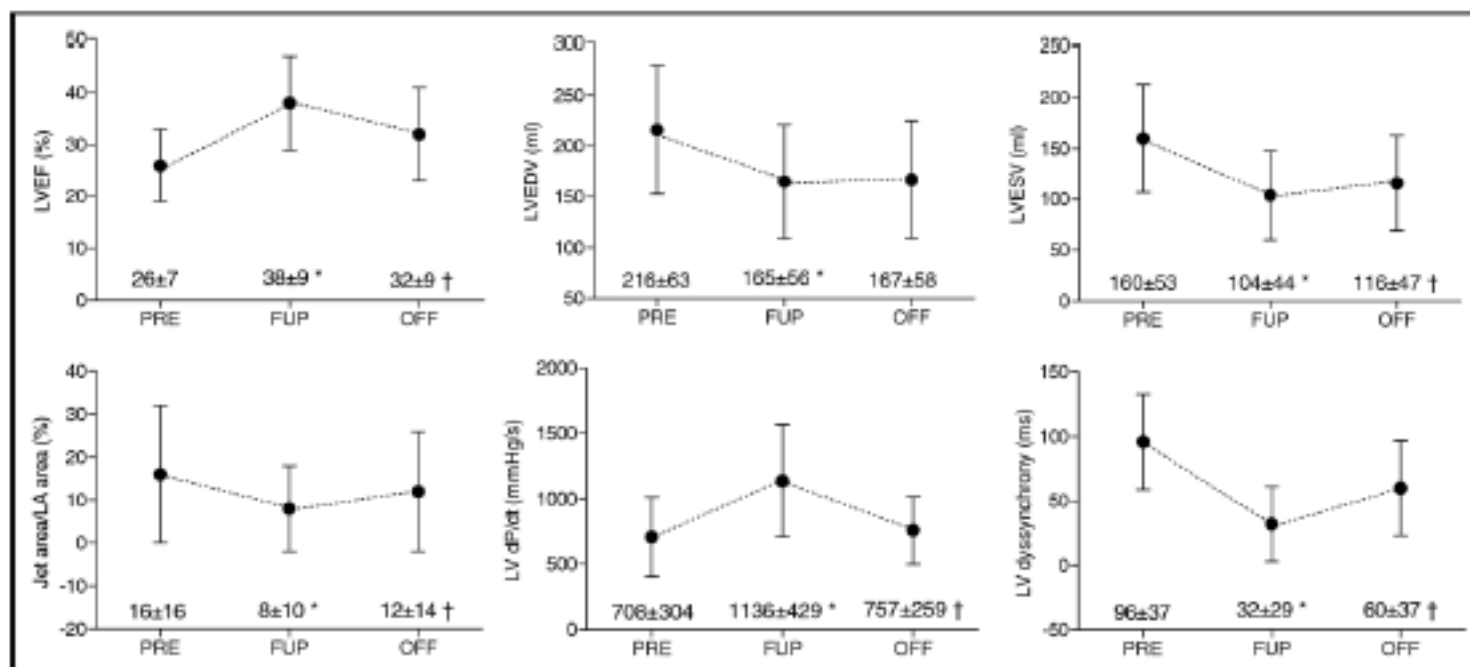 LVEF (%)
50
40
30
20
10
0
26±7
38±9 *
32±9 †
PRE
FUP
OFF
LVEDV (ml)
300
250
200
150
100
50
216±63
165±56 *
167±58
PRE
FUP
OFF
LVESV (ml)
250
200
150
100
50
0
160±53
104±44 *
116±47 †
PRE
FUP
OFF
Jet area/LA area (%)
40
30
20
10
0
-10
-20
16±16
8±10 *
12±14 †
PRE
FUP
OFF
LV dP/dt (mmHg/s)
2000
1500
1000
500
0
708±304
1136±429 *
757±259 †
PRE
FUP
OFF
LV dyssynchrony (ms)
150
100
50
0
-50
96±37
32±29 *
60±37 †
PRE
FUP
OFF